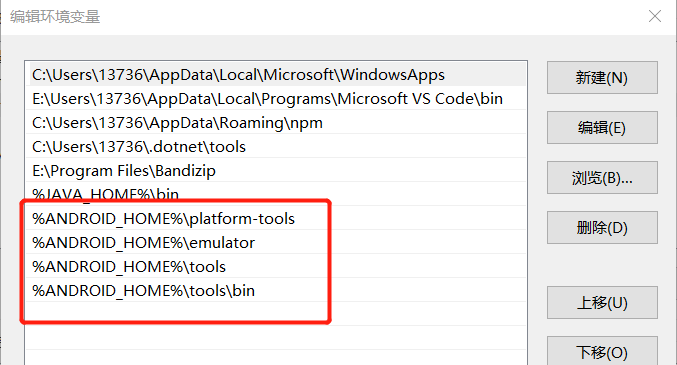 编辑环境变量
C:\Users\13736\AppData\Local\Microsoft\WindowsApps
E:\Users\13736\AppData\Local\Programs\Microsoft VS Code\bin
C:\Users\13736\AppData\Roaming\npm
C:\Users\13736\.dotnet\tools
E:\Program Files\Bandizip
%JAVA_HOME%\bin
%ANDROID_HOME%\platform-tools
%ANDROID_HOME%\emulator
%ANDROID_HOME%\tools
%ANDROID_HOME%\tools\bin
新建(N)
编辑(E)
浏览(B)...
删除(D)
上移(U)
下移(O)